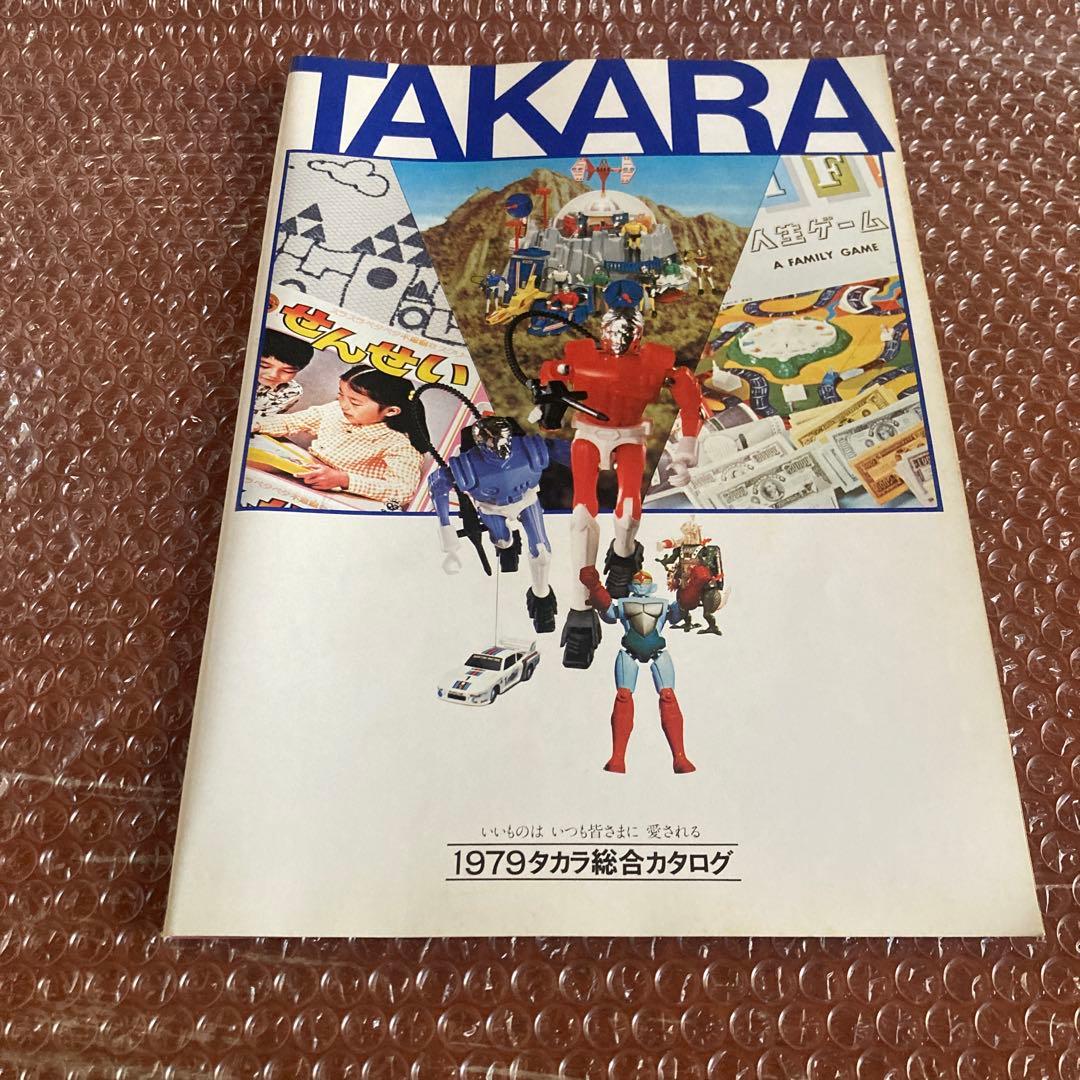 TAKARA
I F
人生ゲーム
A FAMILY GAME
せんせい
いいものは いつも皆さまに 愛される
1979タカラ総合カタログ